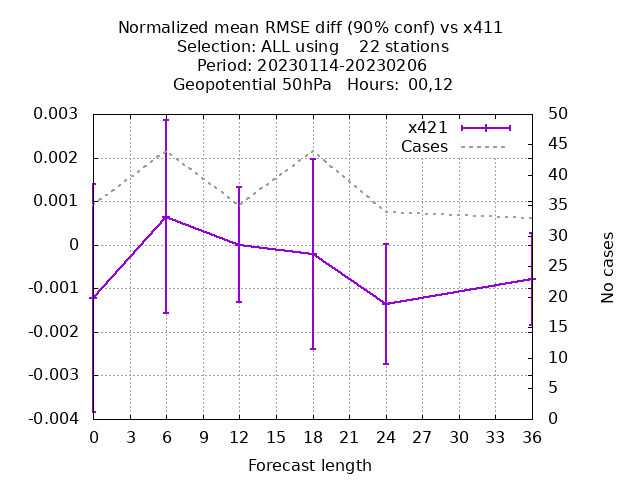 Normalized mean RMSE diff (90% conf) vs x411
Selection: ALL using    22 stations
Period: 20230114-20230206
Geopotential 50hPa   Hours:  00,12
x421
Cases
0.003
0.002
0.001
0
-0.001
-0.002
-0.003
-0.004
50
45
40
35
30
25
20
15
10
5
0
No cases
0 3 6 9 12 15 18 21 24 27 30 33 36
Forecast length